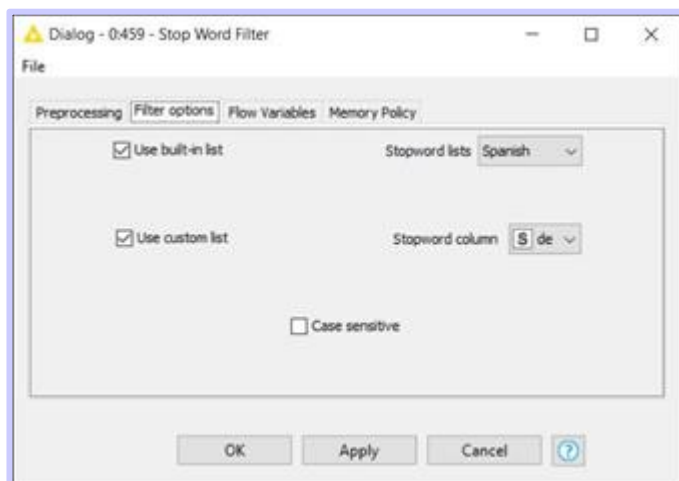 Dialog - 0:459 - Stop Word Filter
File
Preprocessing Filter options Flow Variables Memory Policy
Use built-in list Stopword lists Spanish
Use custom list Stopword column S de
Case sensitive
OK Apply Cancel ?